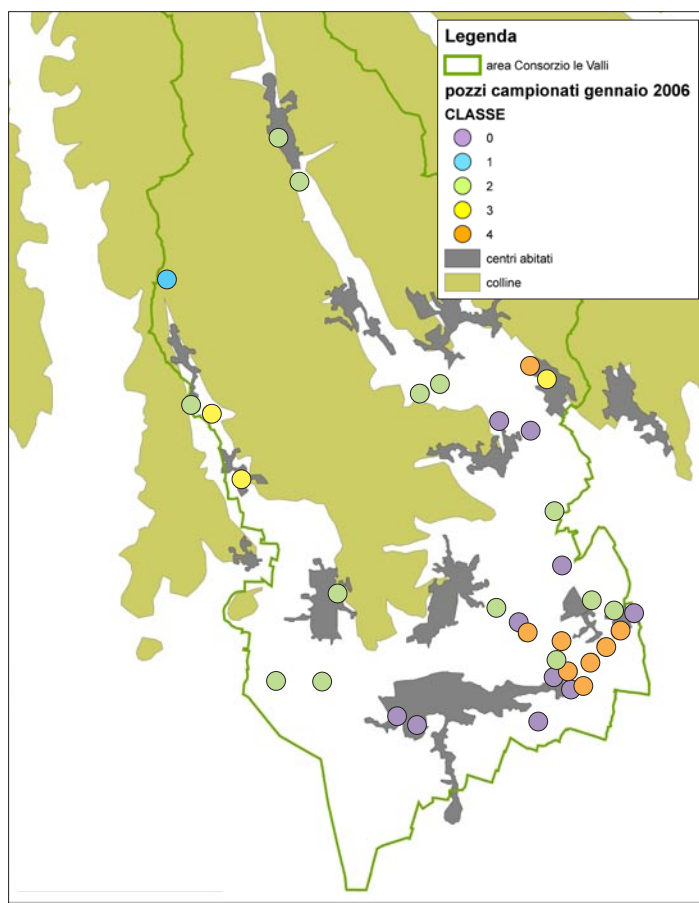 Legenda
area Consorzio le Valli
pozzi campionati gennaio 2006
CLASSE
0
1
2
3
4
centri abitati
colline